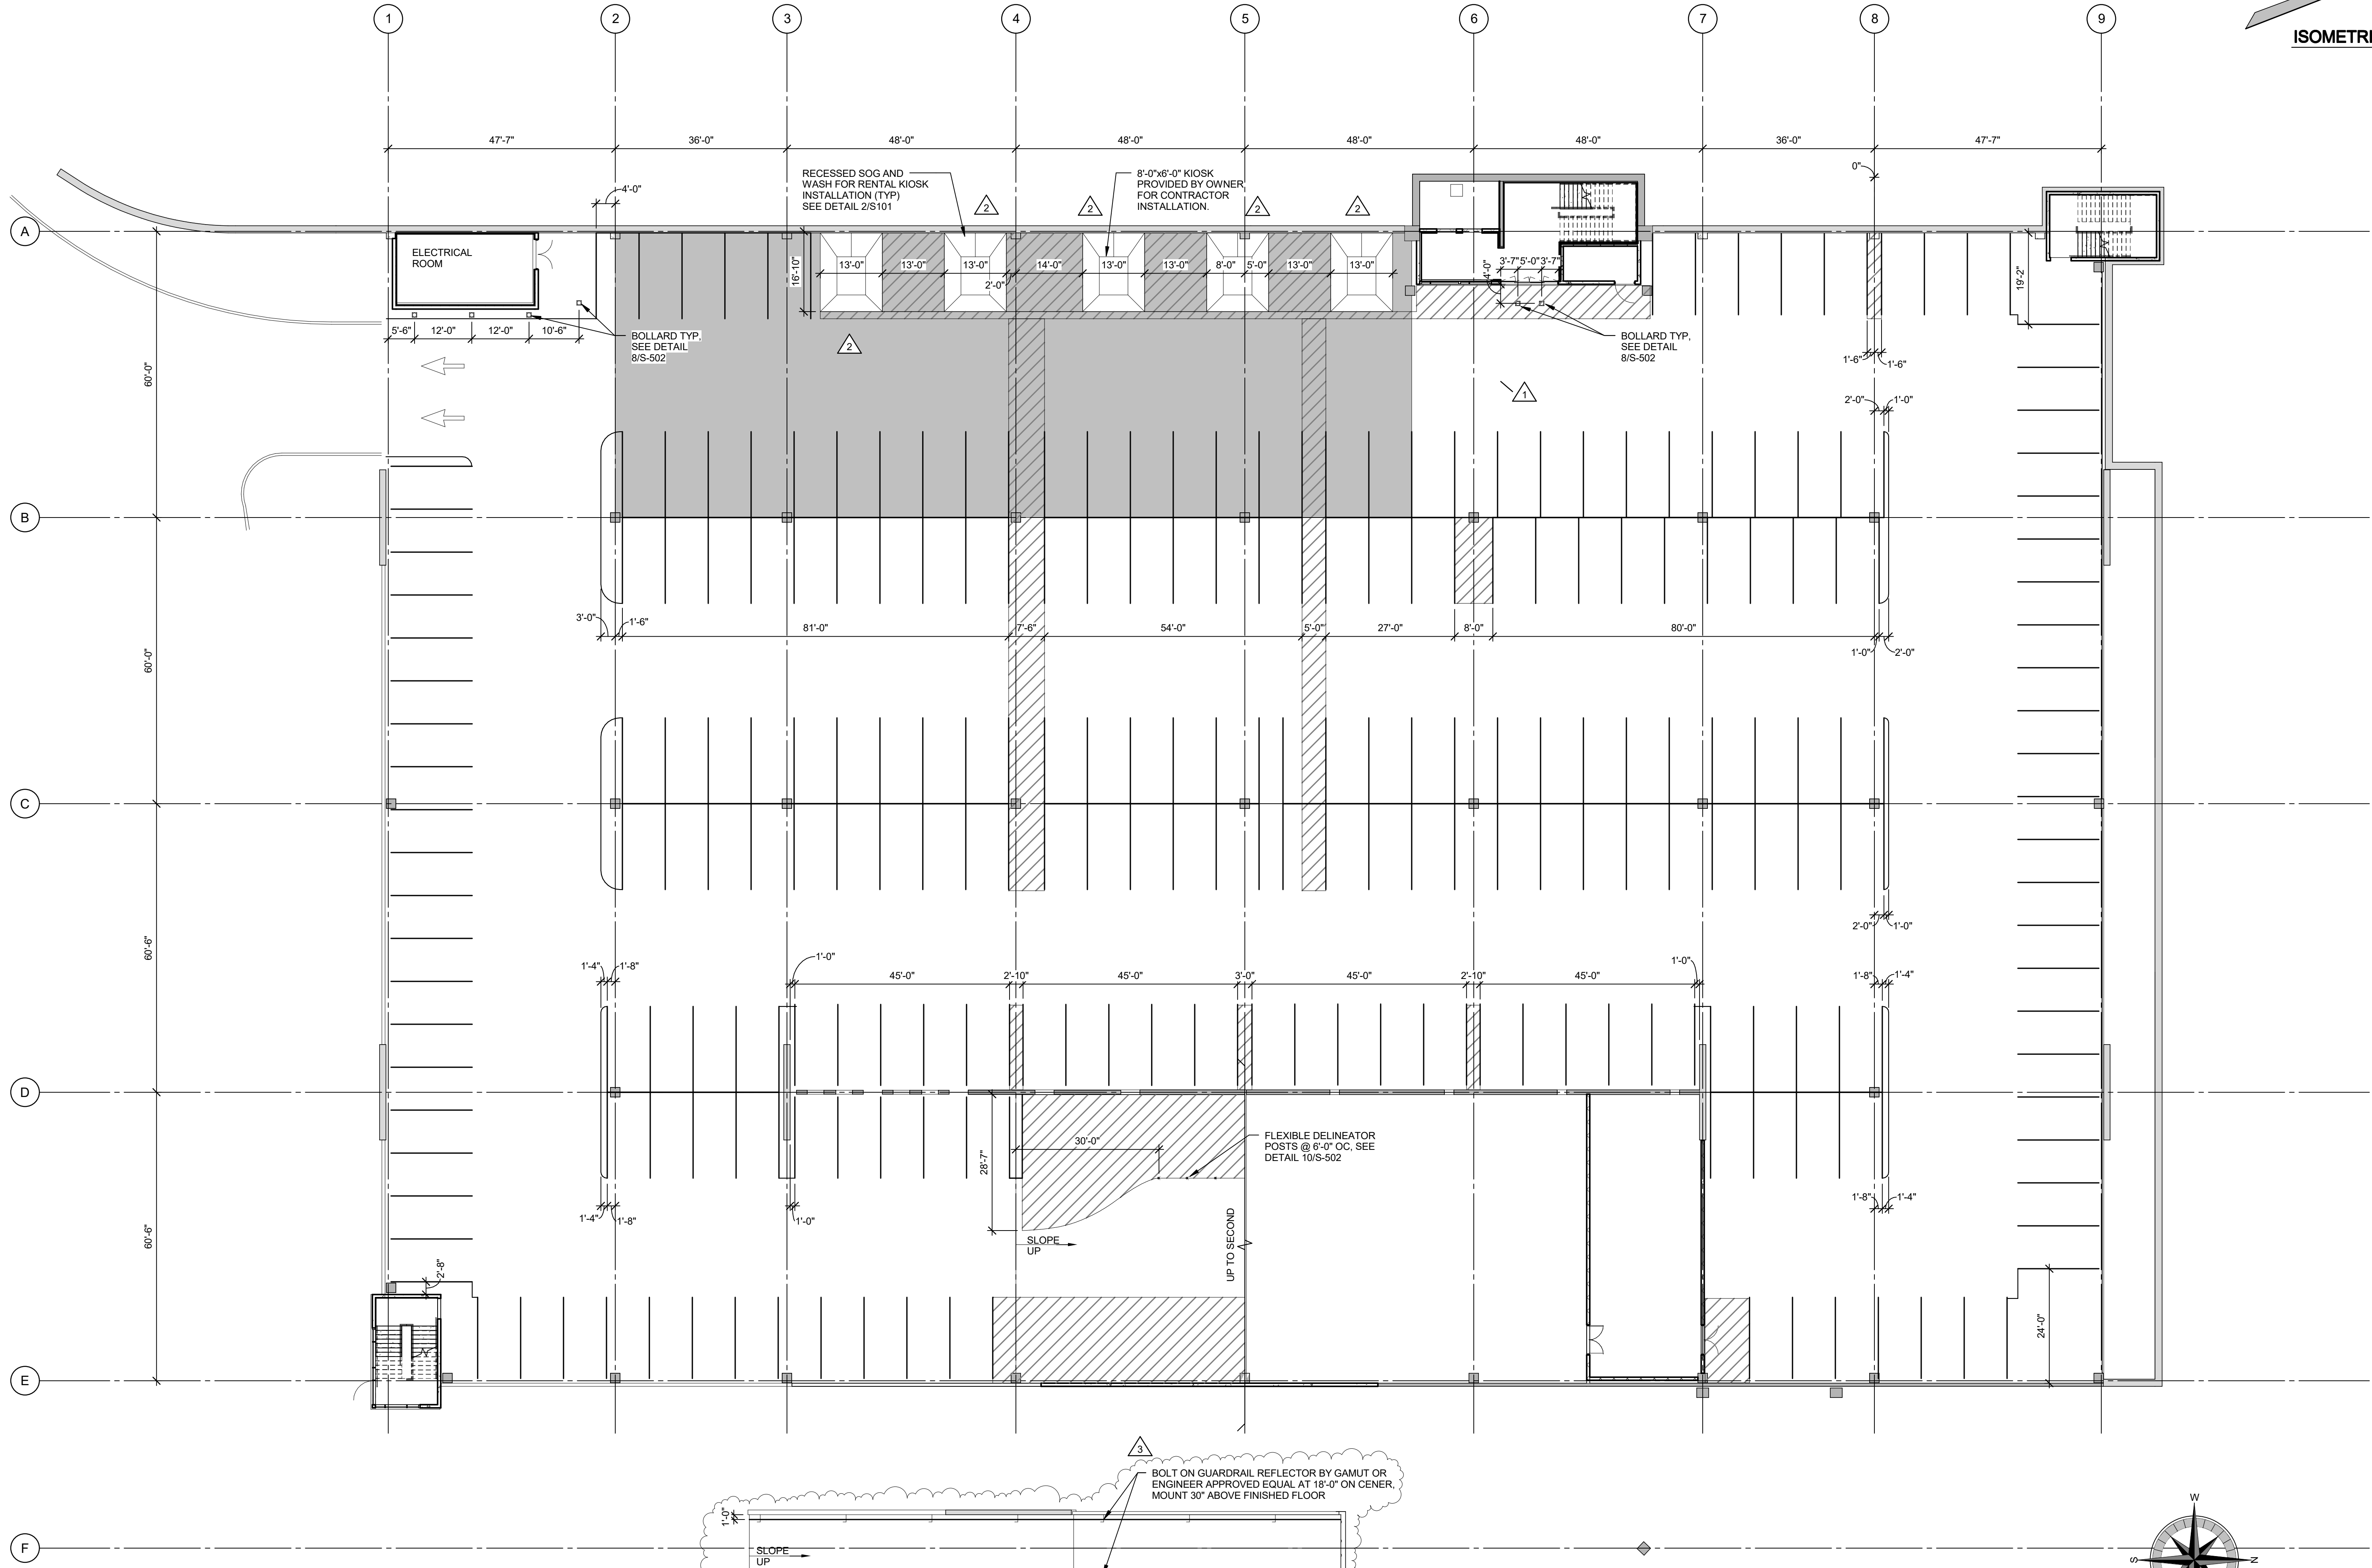 1 2 3 4 5 6 7 8 9
ISOMETRI
47'-7" 36'-0" 48'-0" 48'-0" 48'-0" 48'-0" 36'-0" 47'-7"
0"
RECESSED SOG AND
WASH FOR RENTAL KIOSK
INSTALLATION (TYP)
SEE DETAIL 2/S101
8'-0"x6'-0" KIOSK
PROVIDED BY OWNER
FOR CONTRACTOR
INSTALLATION.
4'-0"
2 2 2 2
A
ELECTRICAL
ROOM
16'-10"
13'-0" 13'-0" 13'-0" 14'-0" 13'-0" 13'-0" 8'-0" 5'-0" 13'-0" 13'-0"
2'-0"
4'-0"
3'-7" 5'-0" 3'-7"
19'-2"
5'-6" 12'-0" 12'-0" 10'-6"
BOLLARD TYP,
SEE DETAIL
8/S-502
2
BOLLARD TYP,
SEE DETAIL
8/S-502
1'-6" 1'-6"
60'-0"
1
2'-0" 1'-0"
B
3'-0" 1'-6"
81'-0" 7'-6" 54'-0" 5'-0" 27'-0" 8'-0" 80'-0"
1'-0" 2'-0"
60'-0"
C
2'-0" 1'-0"
60'-6"
1'-4" 1'-8"
1'-0"
45'-0" 2'-10" 45'-0" 3'-0" 45'-0" 2'-10" 45'-0"
1'-0"
1'-8" 1'-4"
D
28'-7"
30'-0"
FLEXIBLE DELINEATOR
POSTS @ 6'-0" OC, SEE
DETAIL 10/S-502
1'-4" 1'-8"
1'-0"
1'-8" 1'-4"
60'-6"
SLOPE
UP
UP TO SECOND
2'-8"
24'-0"
E
3
BOLT ON GUARDRAIL REFLECTOR BY GAMUT OR
ENGINEER APPROVED EQUAL AT 18'-0" ON CENER,
MOUNT 30" ABOVE FINISHED FLOOR
1'-0"
SLOPE
UP
F
W
S N